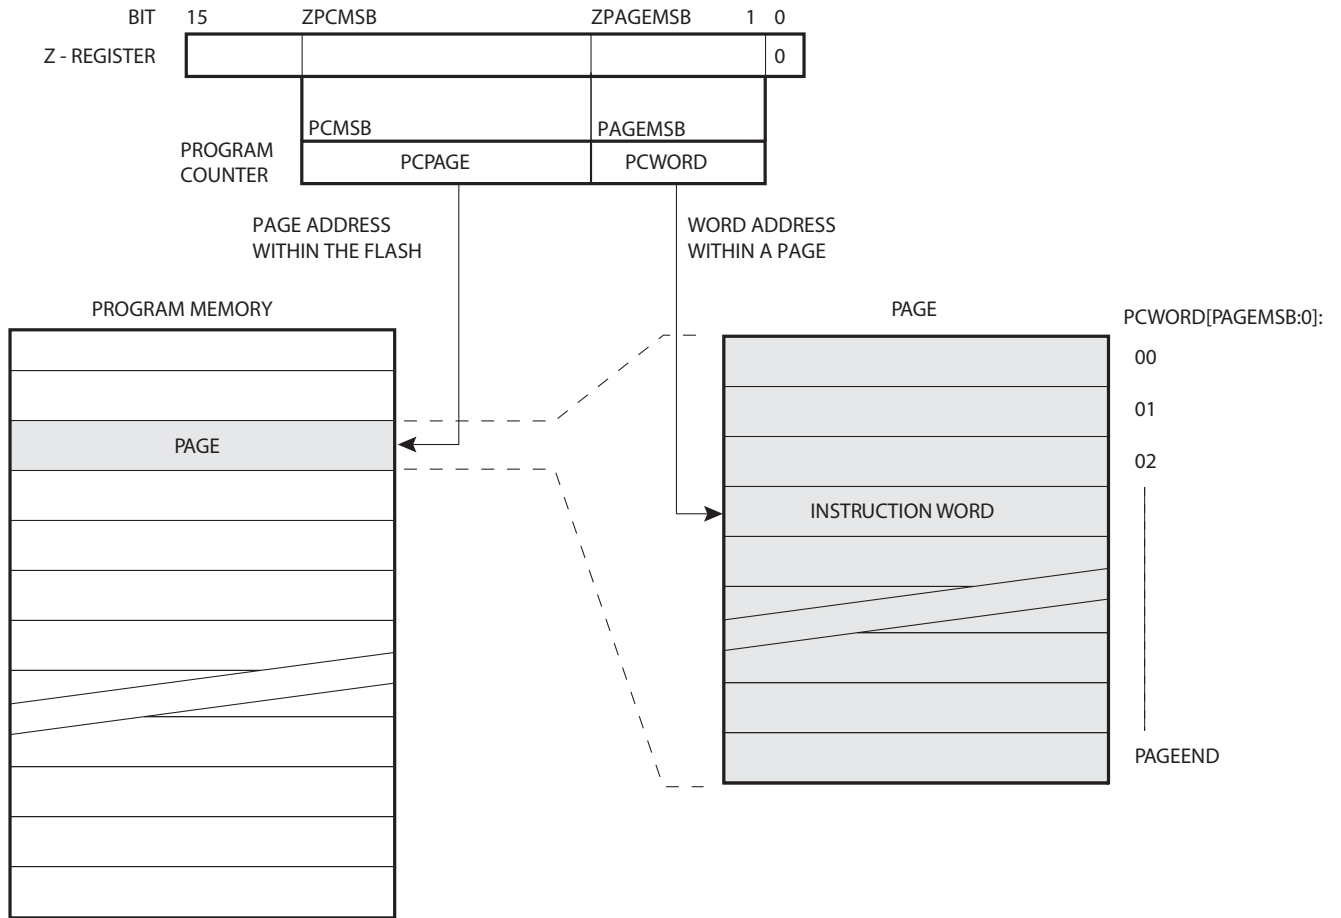 BIT 15 ZPCMSB ZPAGEMSB 1 0
Z - REGISTER 0
PCMSB PAGEMSB
PROGRAM
COUNTER
PCPAGE PCWORD
PAGE ADDRESS
WITHIN THE FLASH
WORD ADDRESS
WITHIN A PAGE
PROGRAM MEMORY
PAGE
PAGE
PCWORD[PAGEMSB:0]:
00
01
02
INSTRUCTION WORD
PAGEEND